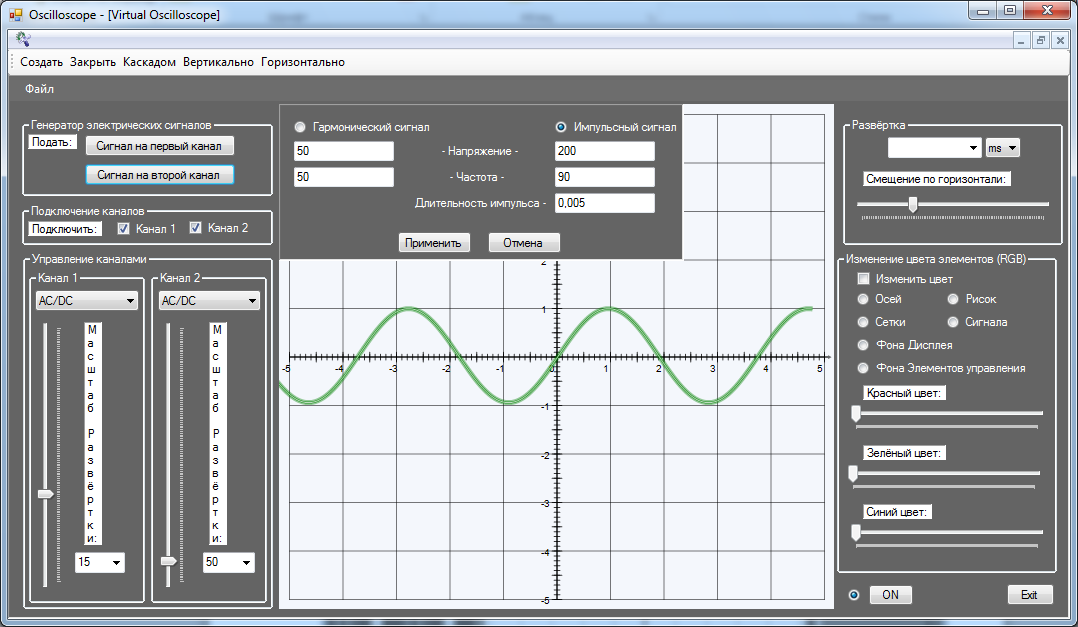 Oscilloscope - [Virtual Oscilloscope]
Создать Закрыть Каскадом Вертикально Горизонтально
Файл
Генератор электрических сигналов
Подать:
Сигнал на первый канал
Сигнал на второй канал
Подключение каналов
Подключить:
Канал 1
Канал 2
Управление каналами
Канал 1
AC/DC
Масштаб Развёртки:
15
Канал 2
AC/DC
Масштаб Развёртки:
50
Гармонический сигнал
Импульсный сигнал
50
- Напряжение -
200
50
- Частота -
90
Длительность импульса -
0,005
Применить
Отмена
2
1
-5 -4 -3 -2 -1 0 1 2 3 4 5
-1
-2
-3
-4
-5
Развёртка
ms
Смещение по горизонтали:
Изменение цвета элементов (RGB)
Изменить цвет
Осей
Рисок
Сетки
Сигнала
Фона Дисплея
Фона Элементов управления
Красный цвет:
Зелёный цвет:
Синий цвет:
ON
Exit